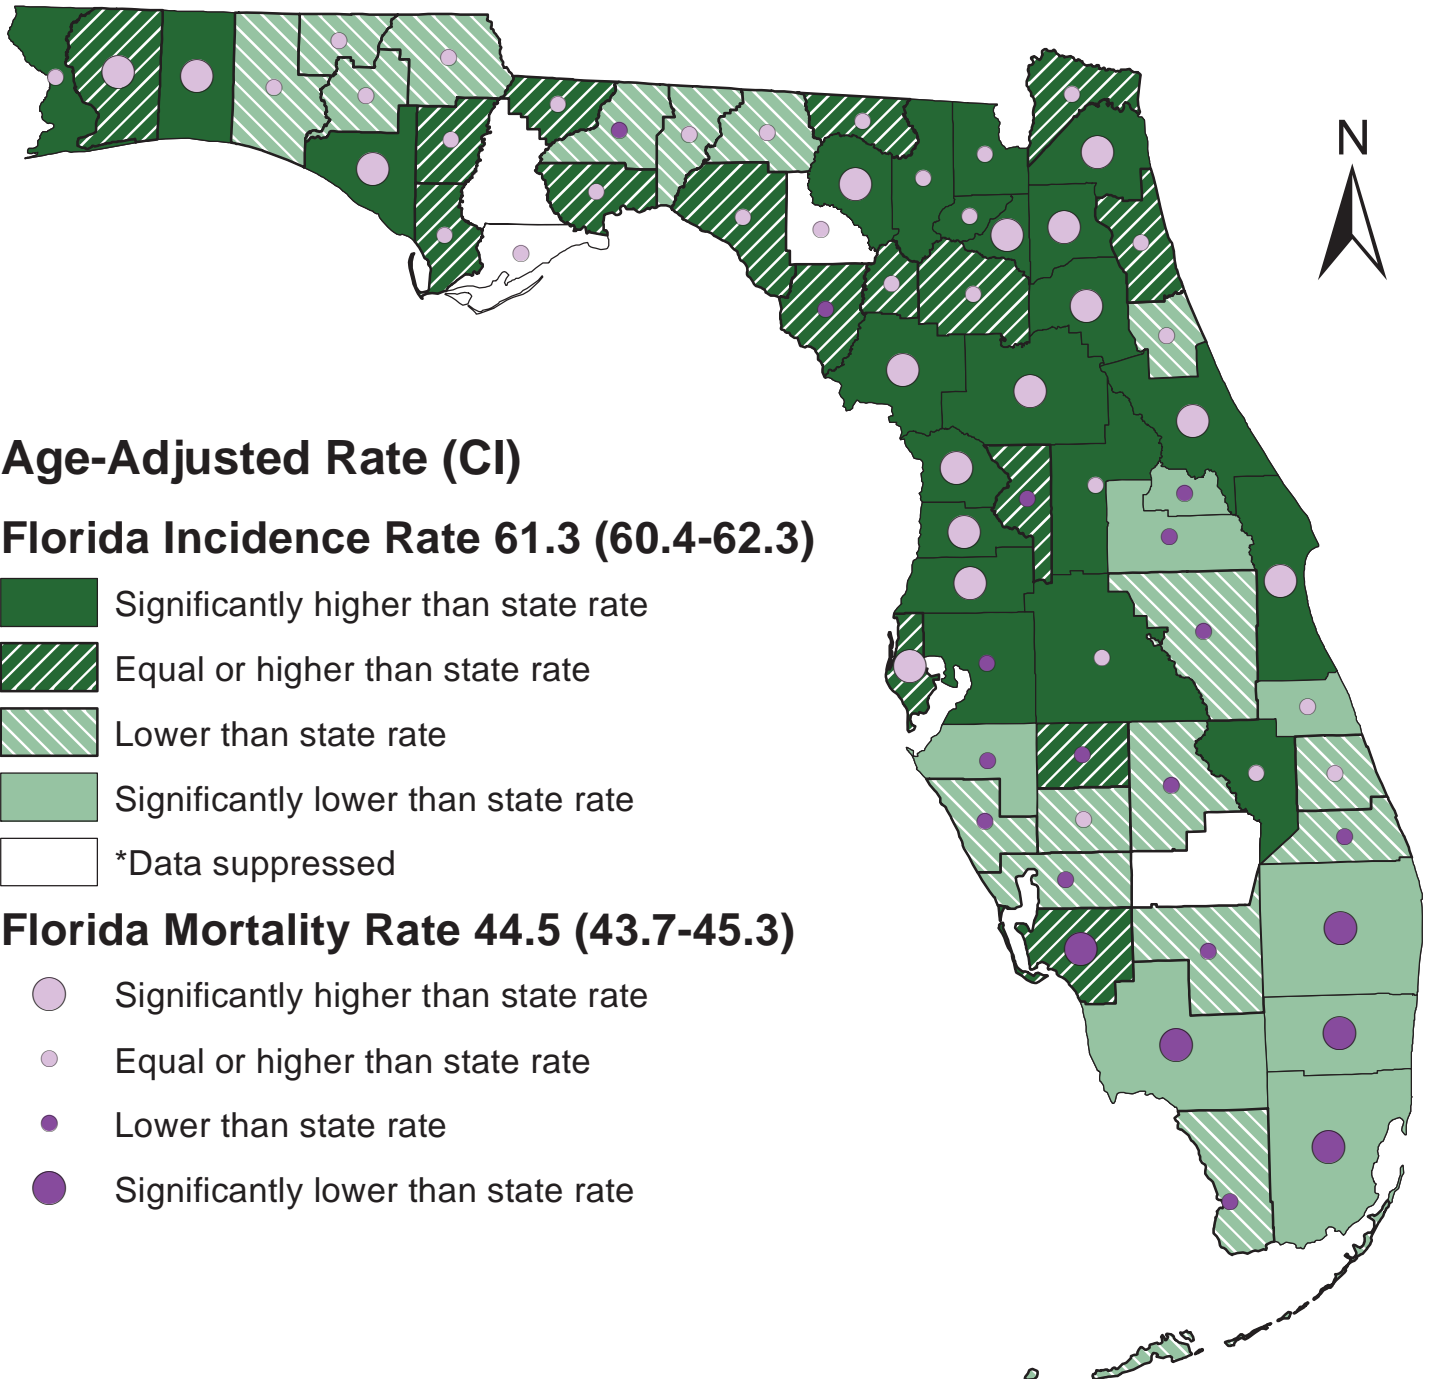 N
Age-Adjusted Rate (CI)
Florida Incidence Rate 61.3 (60.4-62.3)
Significantly higher than state rate
Equal or higher than state rate
Lower than state rate
Significantly lower than state rate
*Data suppressed
Florida Mortality Rate 44.5 (43.7-45.3)
Significantly higher than state rate
Equal or higher than state rate
Lower than state rate
Significantly lower than state rate